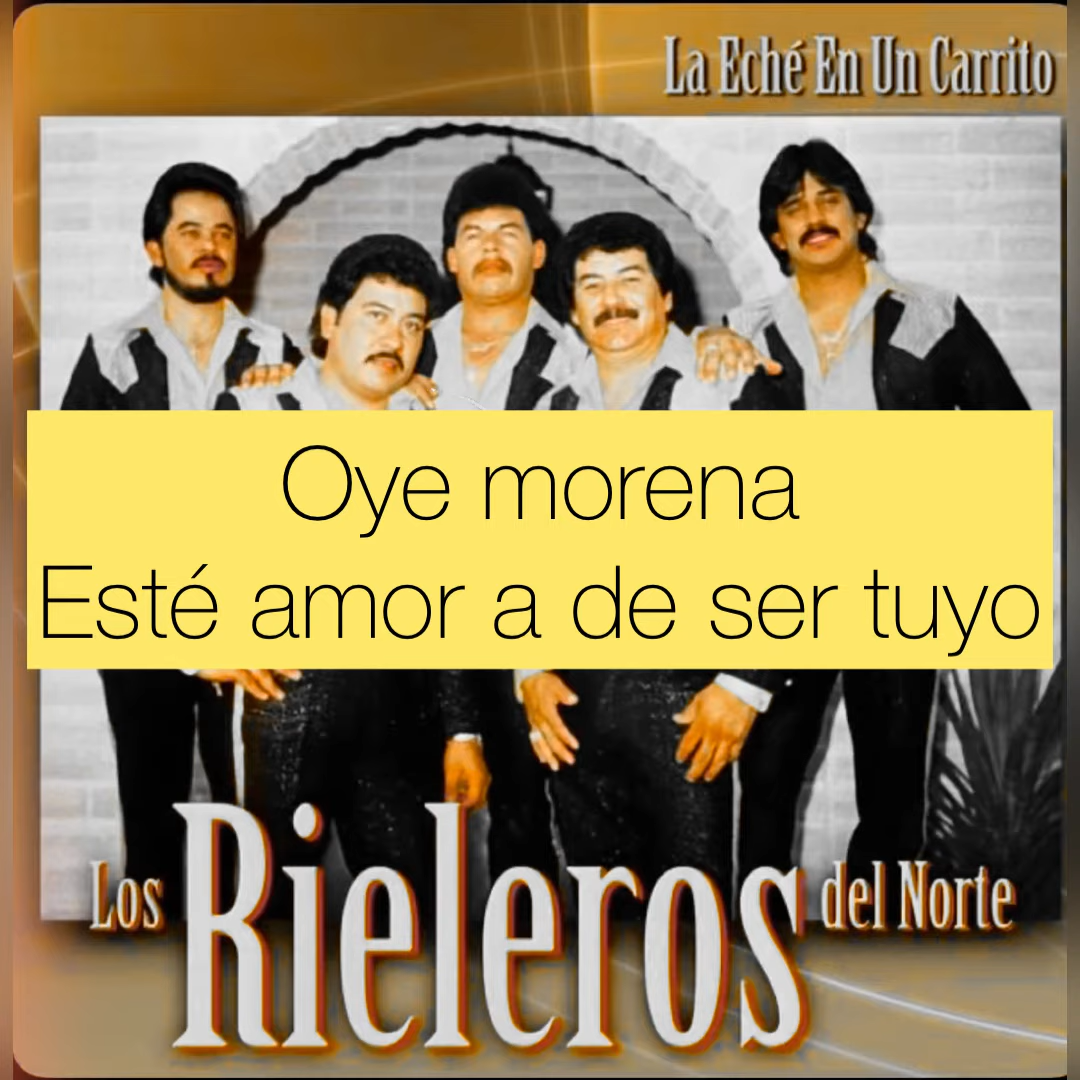 La Eché En Un Carrito
Oye morena
Esté amor a de ser tuyo
Los Rieleros del Norte